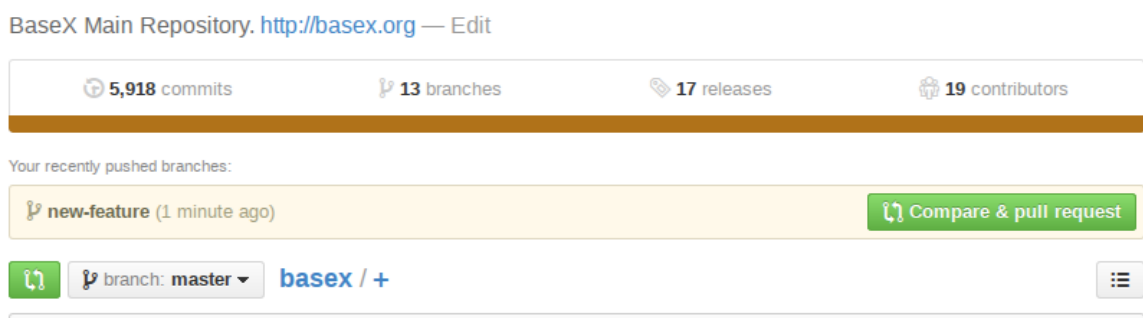 BaseX Main Repository. http://basex.org — Edit
5,918 commits 13 branches 17 releases 19 contributors
Your recently pushed branches:
new-feature (1 minute ago) Compare & pull request
branch: master basex / +